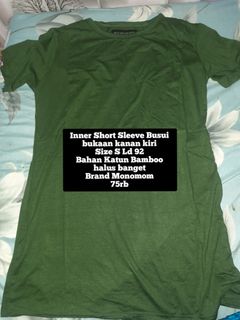 Inner Short Sleeve Busui
bukaan kanan kiri
Size S Ld 92
Bahan Katun Bamboo
halus banget
Brand Monomom
75rb